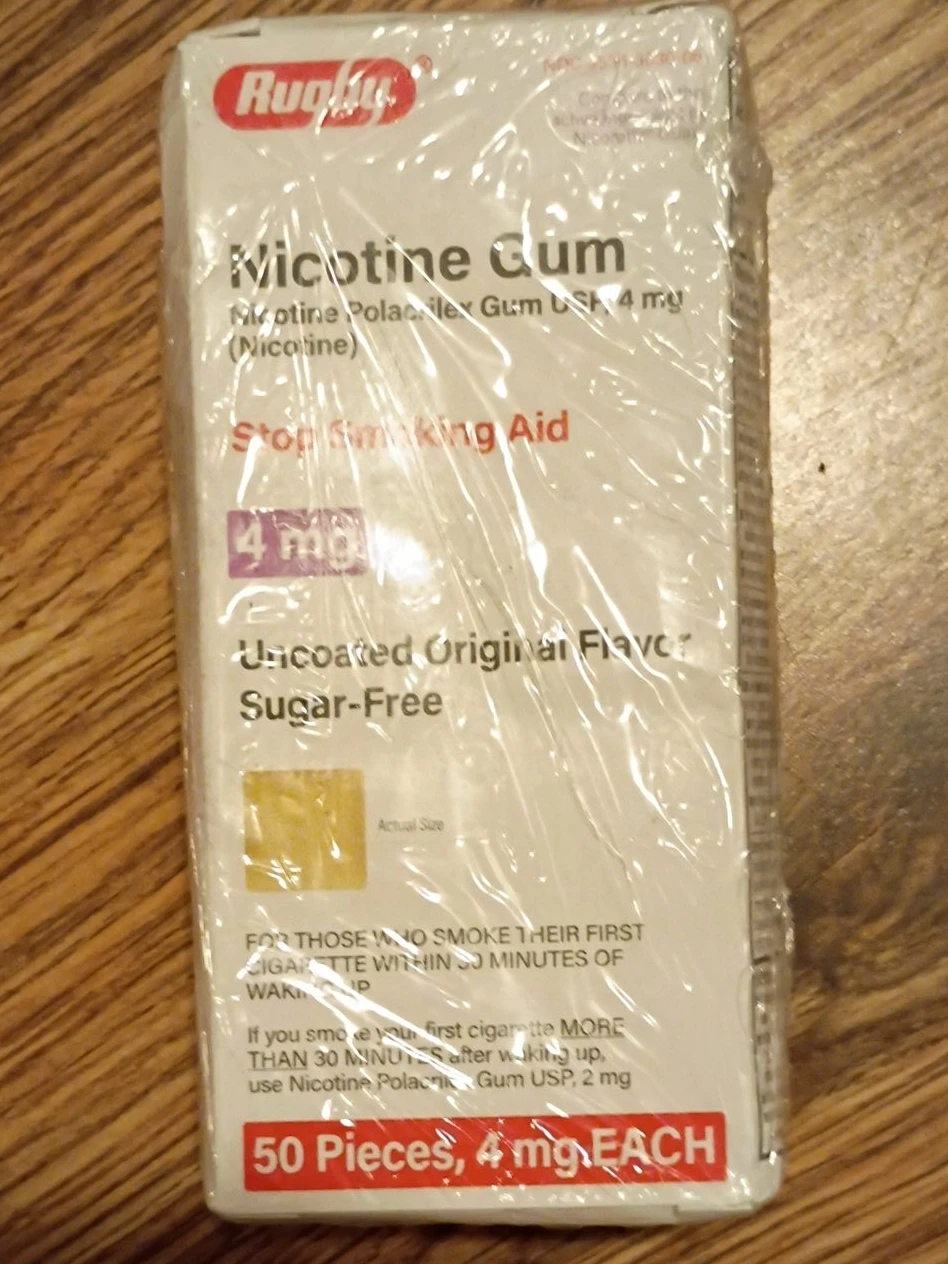 Rugby®
Nicotine Gum
Nicotine Polacrilex Gum USP, 4 mg
(Nicotine)
Stop Smoking Aid
4 mg
Uncoated Original Flavor
Sugar-Free
Actual Size
FOR THOSE WHO SMOKE THEIR FIRST
CIGARETTE WITHIN 30 MINUTES OF
WAKING UP
If you smoke your first cigarette MORE
THAN 30 MINUTES after waking up,
use Nicotine Polacrilex Gum USP, 2 mg
50 Pieces, 4 mg EACH